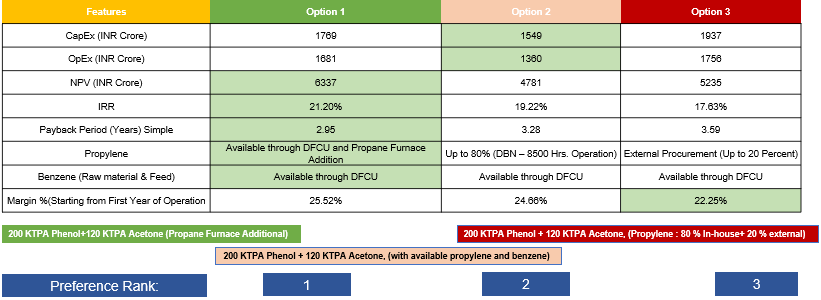 Features Option 1 Option 2 Option 3
CapEx (INR Crore) 1769 1549 1937
OpEx (INR Crore) 1681 1360 1756
NPV (INR Crore) 6337 4781 5235
IRR 21.20% 19.22% 17.63%
Payback Period (Years) Simple 2.95 3.28 3.59
Propylene Available through DFCU and Propane Furnace Addition Up to 80% (DBN – 8500 Hrs. Operation) External Procurement (Up to 20 Percent)
Benzene (Raw material & Feed) Available through DFCU Available through DFCU Available through DFCU
Margin %(Starting from First Year of Operation 25.52% 24.66% 22.25%
200 KTPA Phenol+120 KTPA Acetone (Propane Furnace Additional)
200 KTPA Phenol + 120 KTPA Acetone, (Propylene : 80 % In-house+ 20 % external)
200 KTPA Phenol + 120 KTPA Acetone, (with available propylene and benzene)
Preference Rank: 1 2 3